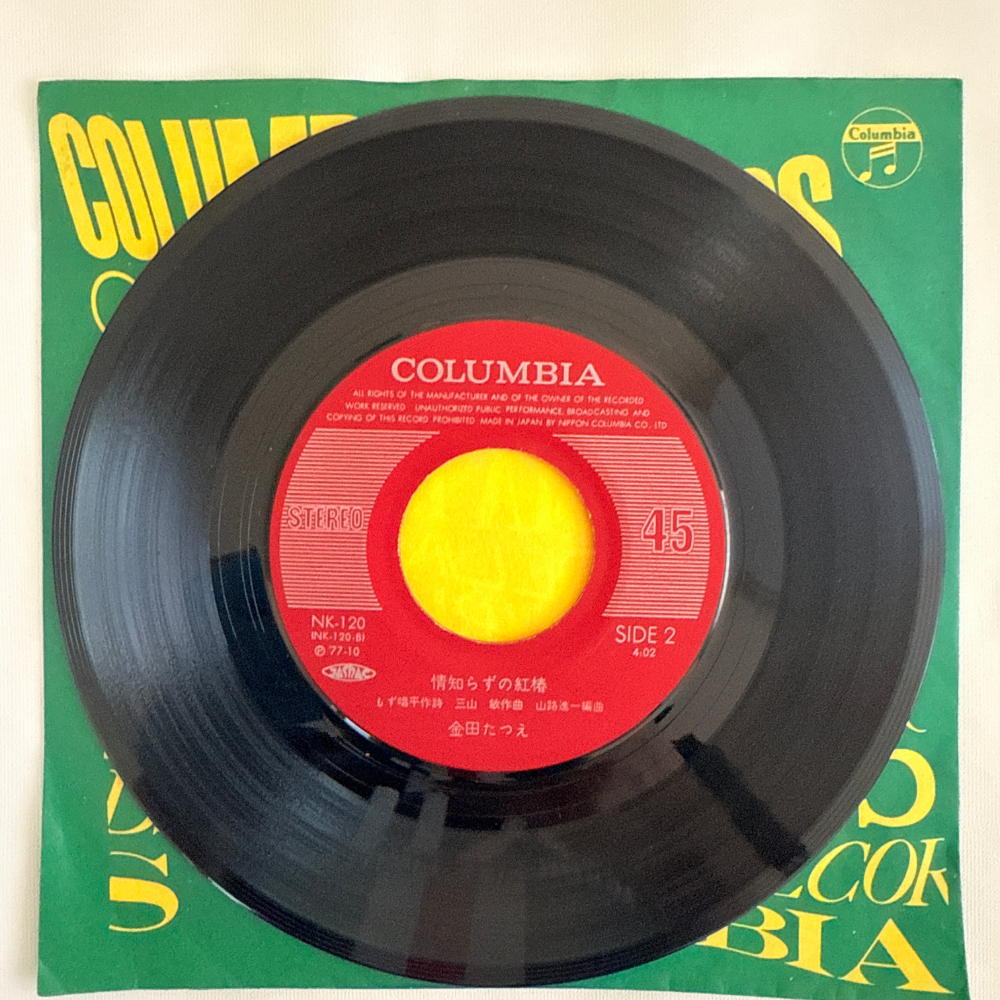 Columbia
COLUMBIA
ALL RIGHTS OF THE MANUFACTURER AND OF THE OWNER OF THE RECORDED
WORK RESERVED UNAUTHORIZED PUBLIC PERFORMANCE, BROADCASTING AND
COPYING OF THIS RECORD PROHIBITED MADE IN JAPAN BY NIPPON COLUMBIA CO., LTD
STEREO
45
NK-120
(NK-120-B)
Ⓟ 77-10
JASRAC
SIDE 2
4:02
情知らずの紅椿
もず唱平作詩 三山 敏作曲 山路進一編曲
金田たつえ